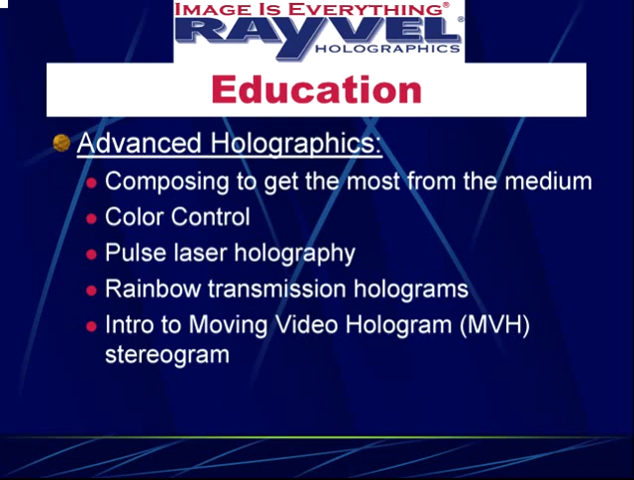 IMAGE IS EVERYTHING®
RAYVEL®
HOLOGRAPHICS
Education
Advanced Holographics:
Composing to get the most from the medium
Color Control
Pulse laser holography
Rainbow transmission holograms
Intro to Moving Video Hologram (MVH)
stereogram